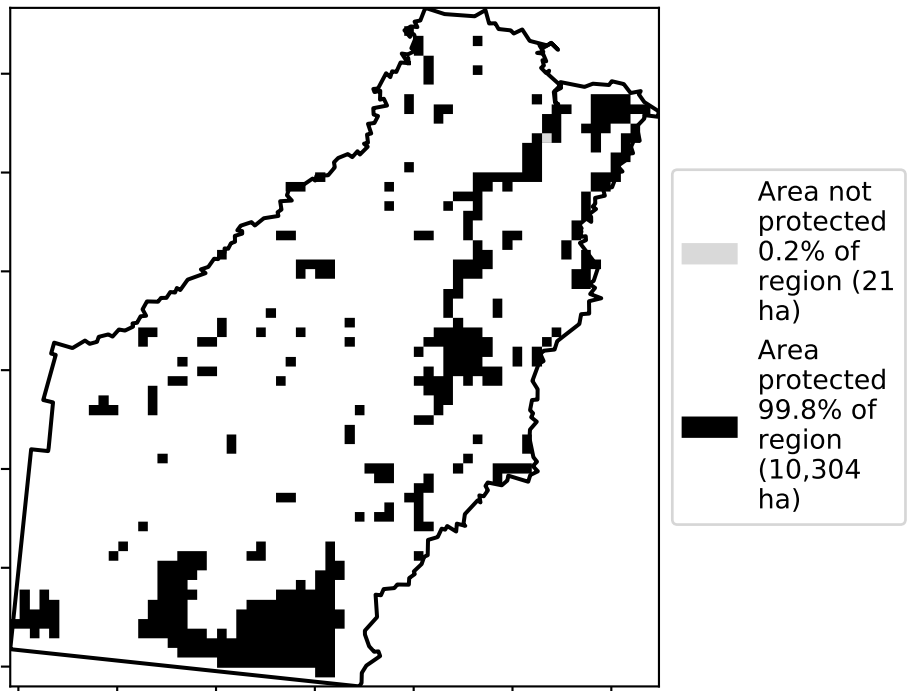 Area not
protected
0.2% of
region (21
ha)
Area
protected
99.8% of
region
(10,304
ha)